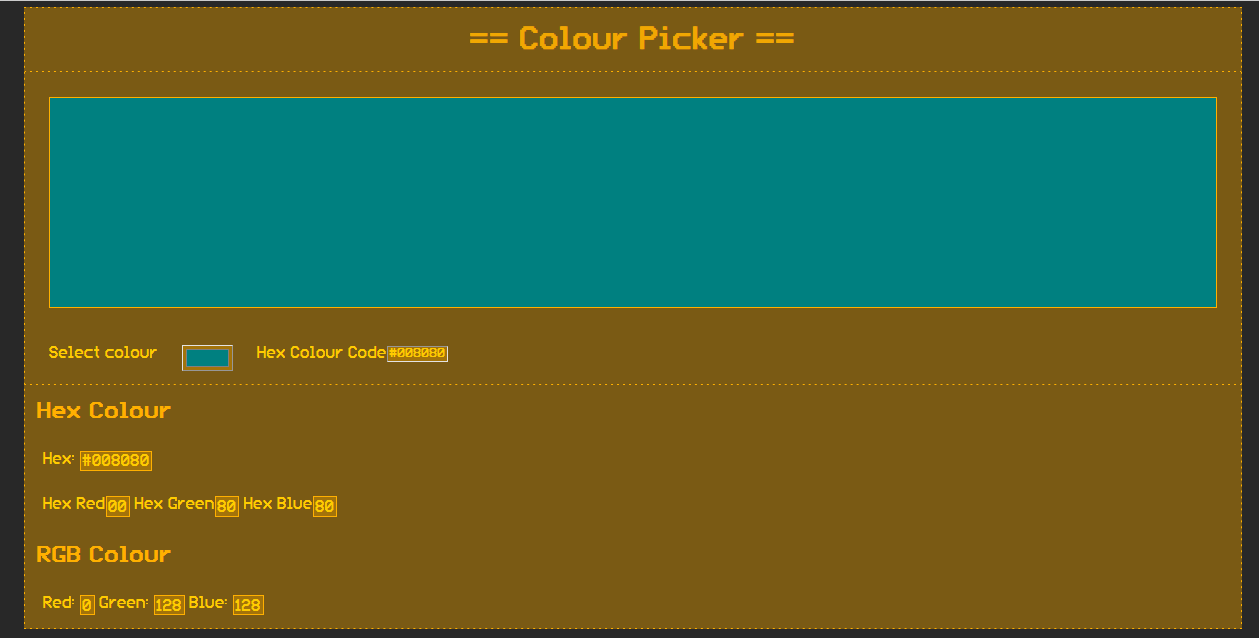 == Colour Picker ==
Select colour Hex Colour Code #008080
Hex Colour
Hex: #008080
Hex Red 00 Hex Green 80 Hex Blue 80
RGB Colour
Red: 0 Green: 128 Blue: 128